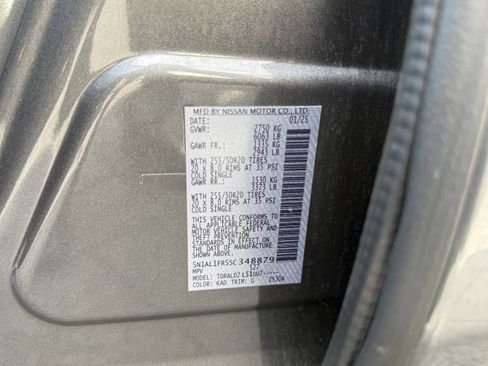 MFD BY NISSAN MOTOR CO., LTD.
DATE: 01/25
GVWR: 2750 KG
6063 LB
GAWR FR.: 1335 KG
2943 LB
WITH 255/50R20 TIRES
20 X 8.0 RIMS AT 35 PSI
COLD SINGLE
GAWR RR.: 1530 KG
3373 LB
WITH 255/50R20 TIRES
20 X 8.0 RIMS AT 35 PSI
COLD SINGLE
THIS VEHICLE CONFORMS TO
ALL APPLICABLE FEDERAL
MOTOR VEHICLE SAFETY AND
THEFT PREVENTION STANDARDS
IN EFFECT ON THE DATE OF
MANUFACTURE SHOWN ABOVE.
5N1AL1FR5SC348879
MPV 527
MODEL: TDRALD2 L51UUZ-----
COLOR: KAD TRIM: G